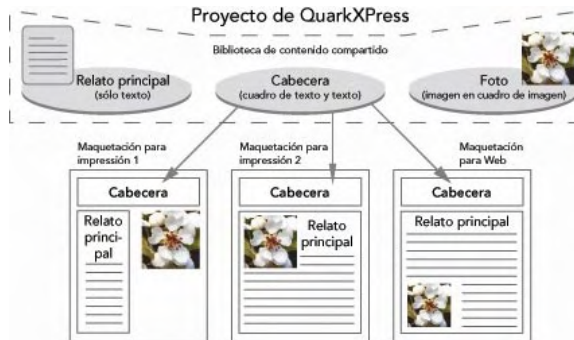 Proyecto de QuarkXPress
Biblioteca de contenido compartido
Relato principal
(sólo texto)
Cabecera
(cuadro de texto y texto)
Foto
(imagen en cuadro de imagen)
Maquetación para
impresión 1
Maquetación para
impresión 2
Maquetación
para Web
Cabecera
Relato
princi-
pal
Cabecera
Relato
principal
Cabecera
Relato principal